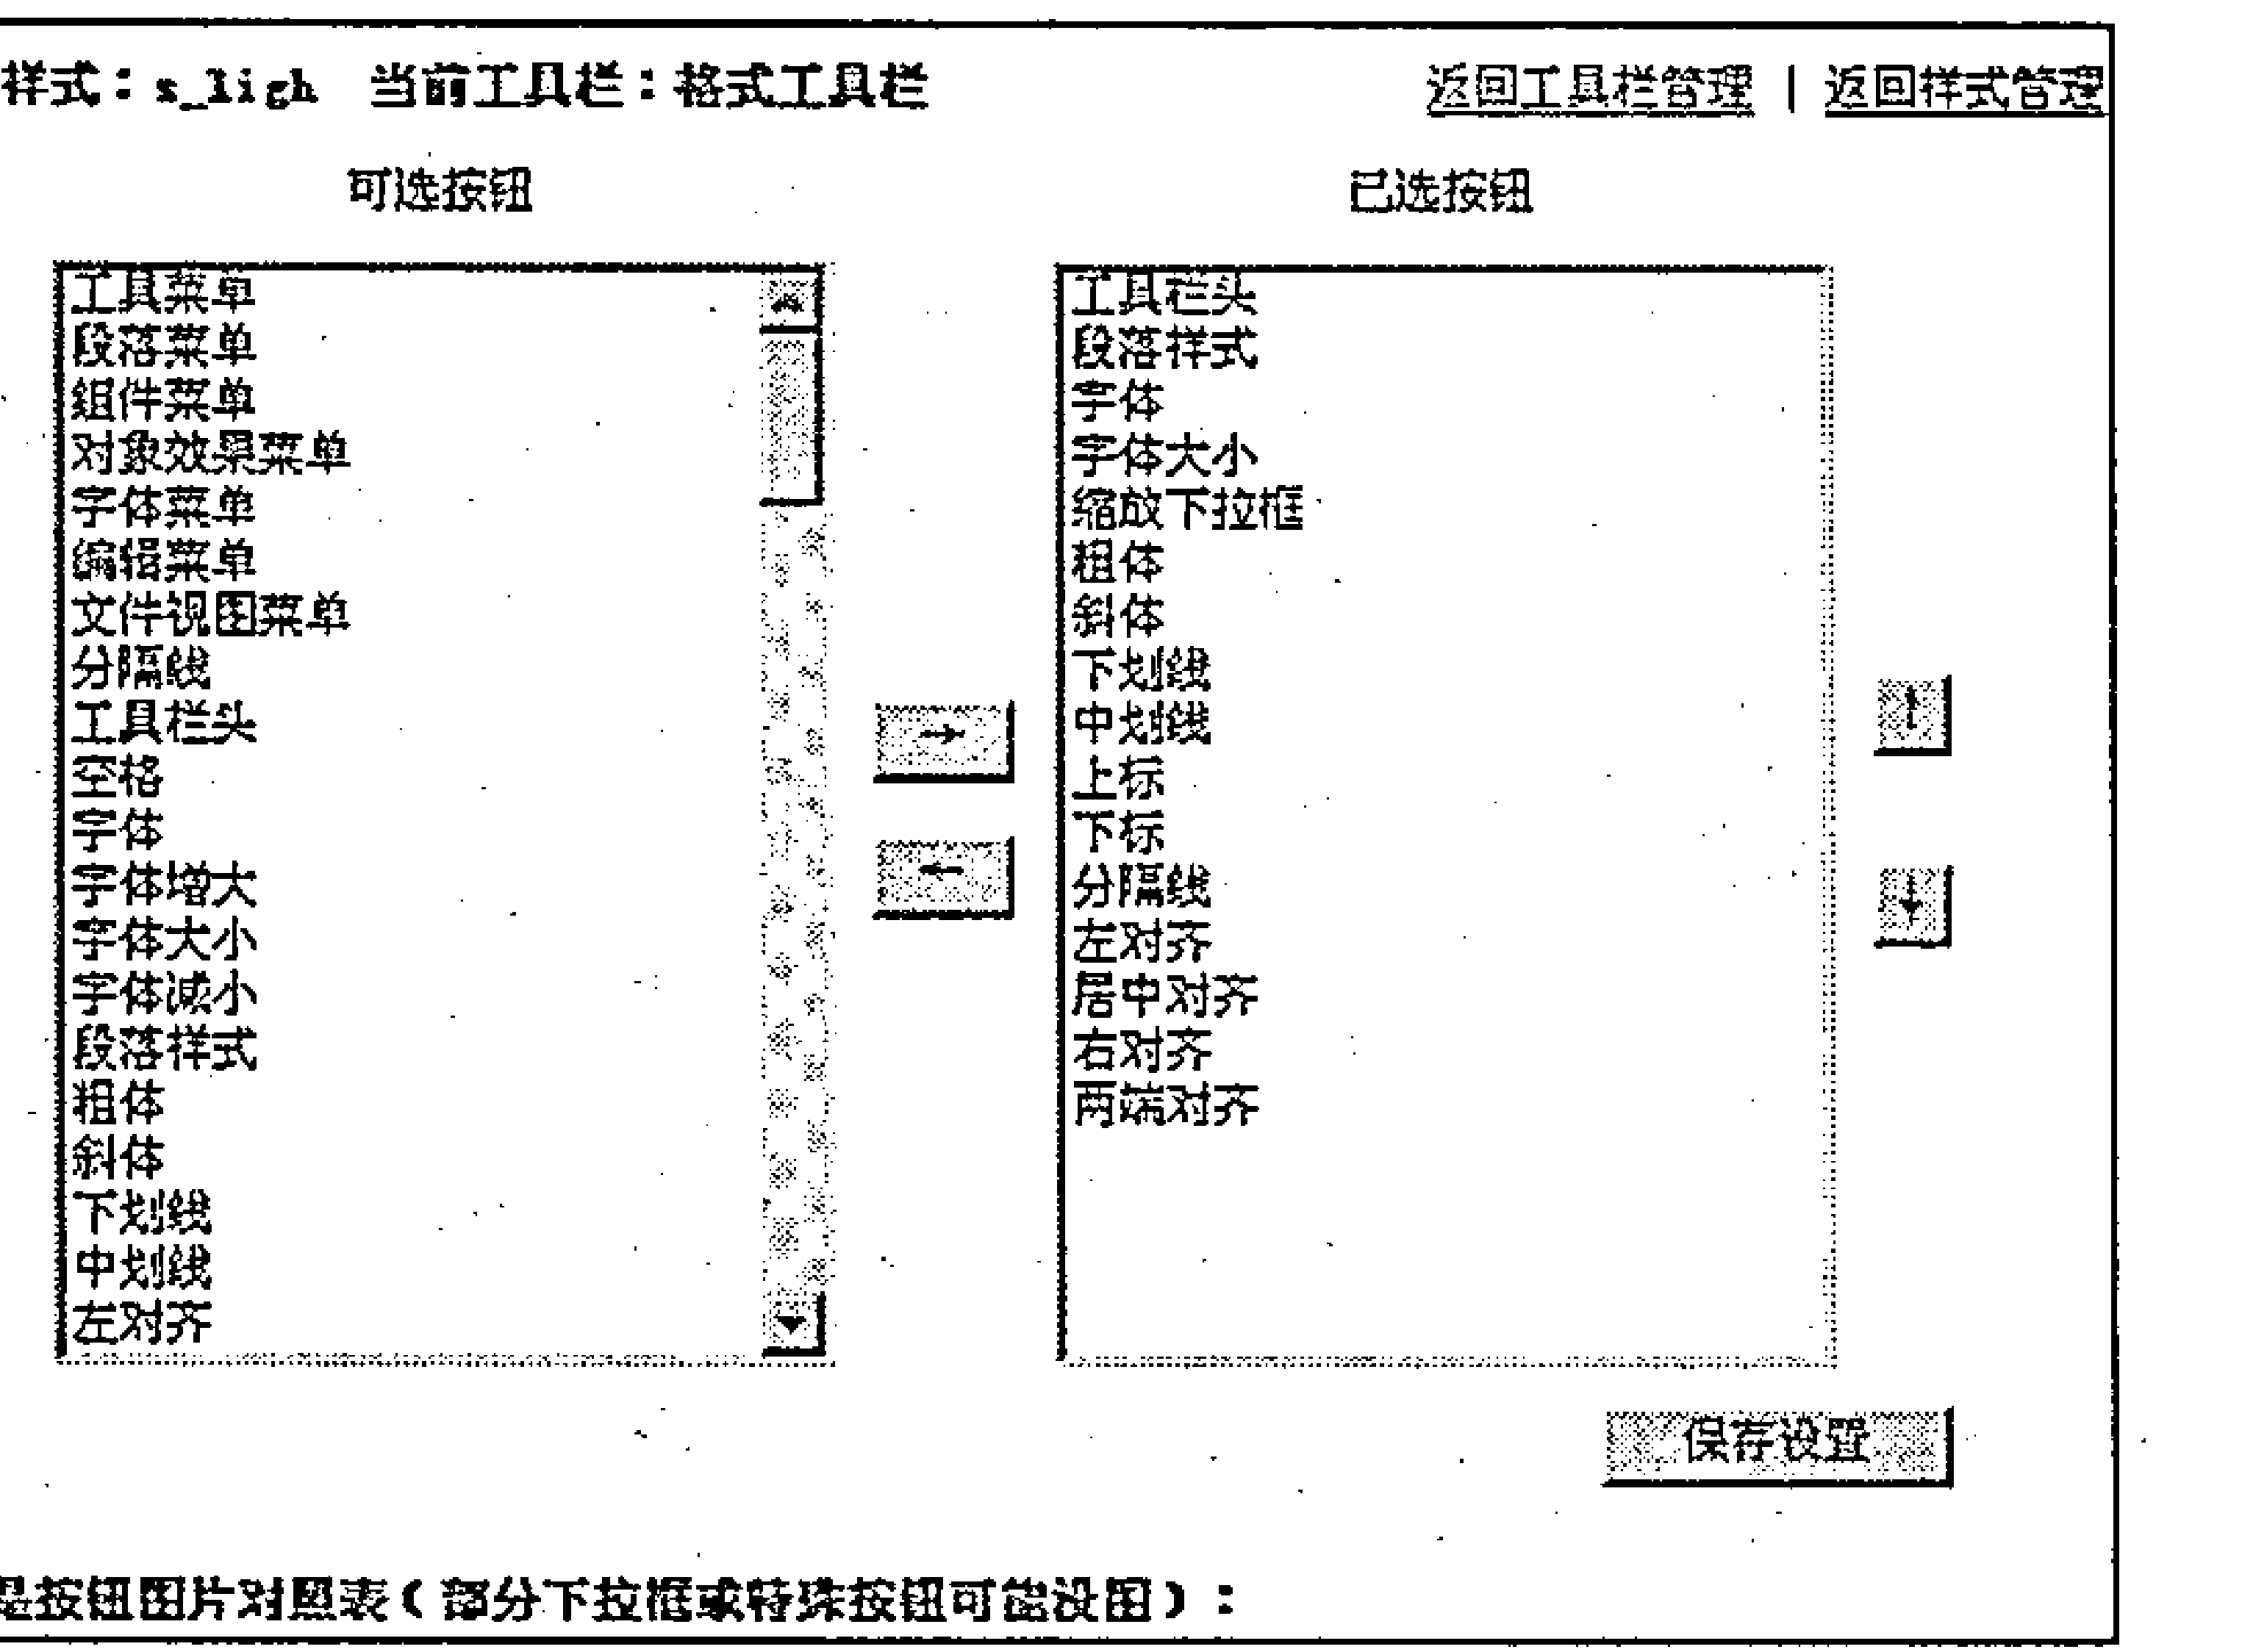 样式：s_ligh 当前工具栏：格式工具栏 返回工具栏管理 | 返回样式管理
可选按钮 已选按钮
工具菜单
段落菜单
组件菜单
对象效果菜单
字体菜单
编辑菜单
文件视图菜单
分隔线
工具栏头
空格
字体
字体增大
字体大小
字体减小
段落样式
粗体
斜体
下划线
中划线
左对齐
→
←
工具栏头
段落样式
字体
字体大小
缩放下拉框
粗体
斜体
下划线
中划线
上标
下标
分隔线
左对齐
居中对齐
右对齐
两端对齐
↑
↓
保存设置
是按钮图片对照表（部分下拉框或特殊按钮可能没图）：